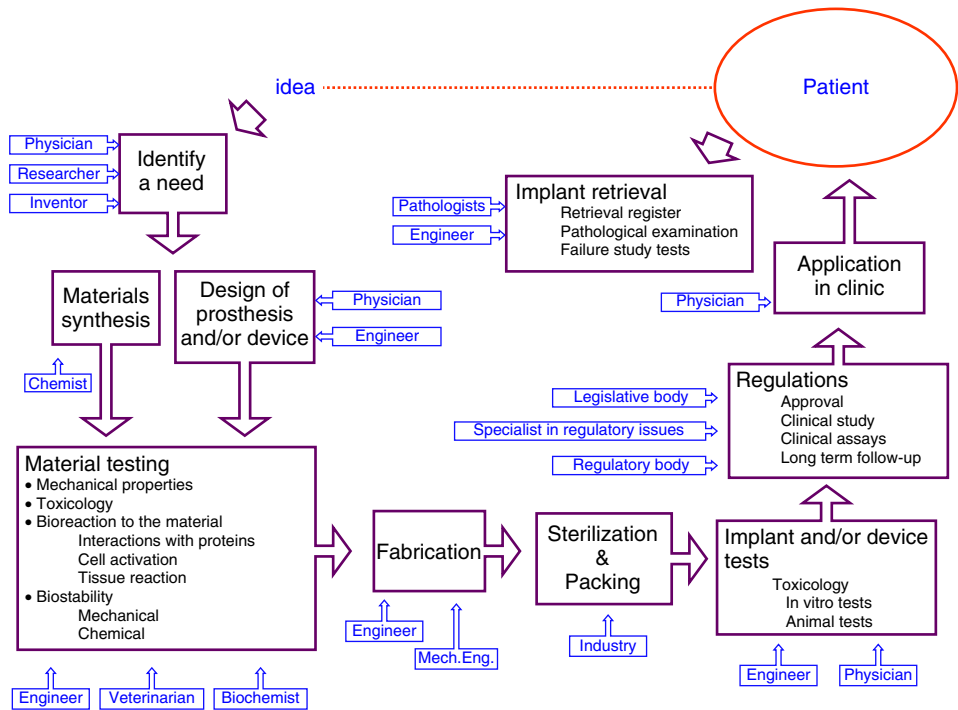 idea
Patient
Physician
Researcher
Inventor
Identify
a need
Pathologists
Engineer
Implant retrieval
Retrieval register
Pathological examination
Failure study tests
Materials
synthesis
Chemist
Design of
prosthesis
and/or device
Physician
Engineer
Physician
Application
in clinic
Legislative body
Specialist in regulatory issues
Regulatory body
Regulations
Approval
Clinical study
Clinical assays
Long term follow-up
Material testing
• Mechanical properties
• Toxicology
• Bioreaction to the material
Interactions with proteins
Cell activation
Tissue reaction
• Biostability
Mechanical
Chemical
Engineer
Veterinarian
Biochemist
Fabrication
Engineer
Mech.Eng.
Sterilization
&
Packing
Industry
Implant and/or device
tests
Toxicology
In vitro tests
Animal tests
Engineer
Physician